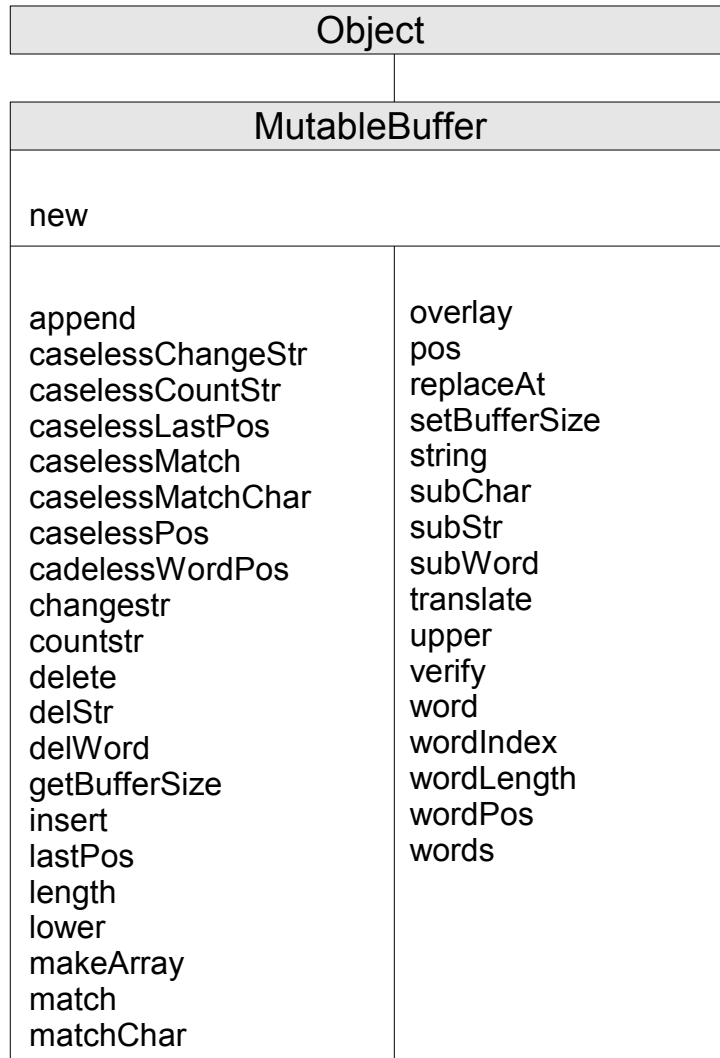 Object
MutableBuffer
new
append
caselessChangeStr
caselessCountStr
caselessLastPos
caselessMatch
caselessMatchChar
caselessPos
cadelessWordPos
changestr
countstr
delete
delStr
delWord
getBufferSize
insert
lastPos
length
lower
makeArray
match
matchChar
overlay
pos
replaceAt
setBufferSize
string
subChar
subStr
subWord
translate
upper
verify
word
wordIndex
wordLength
wordPos
words